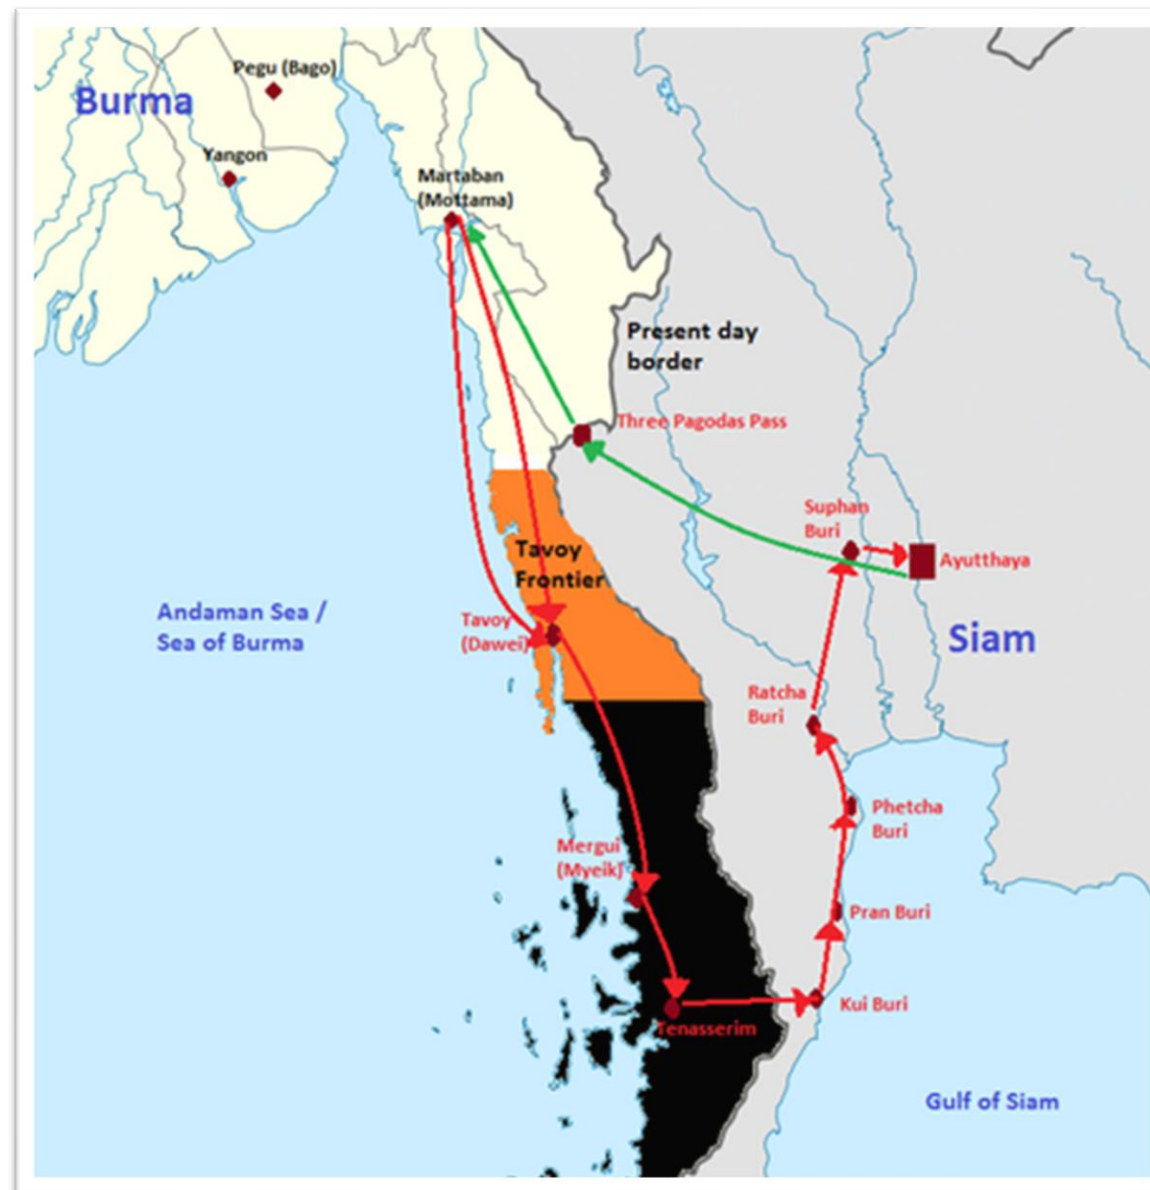 Pegu (Bago)
Burma
Yangon
Martaban
(Mottama)
Present day
border
Three Pagodas Pass
Suphan
Buri
Ayutthaya
Tavoy
Frontier
Andaman Sea /
Sea of Burma
Tavoy
(Dawei)
Siam
Ratcha
Buri
Phetcha
Buri
Mergui
(Myeik)
Pran Buri
Kui Buri
Tenasserim
Gulf of Siam